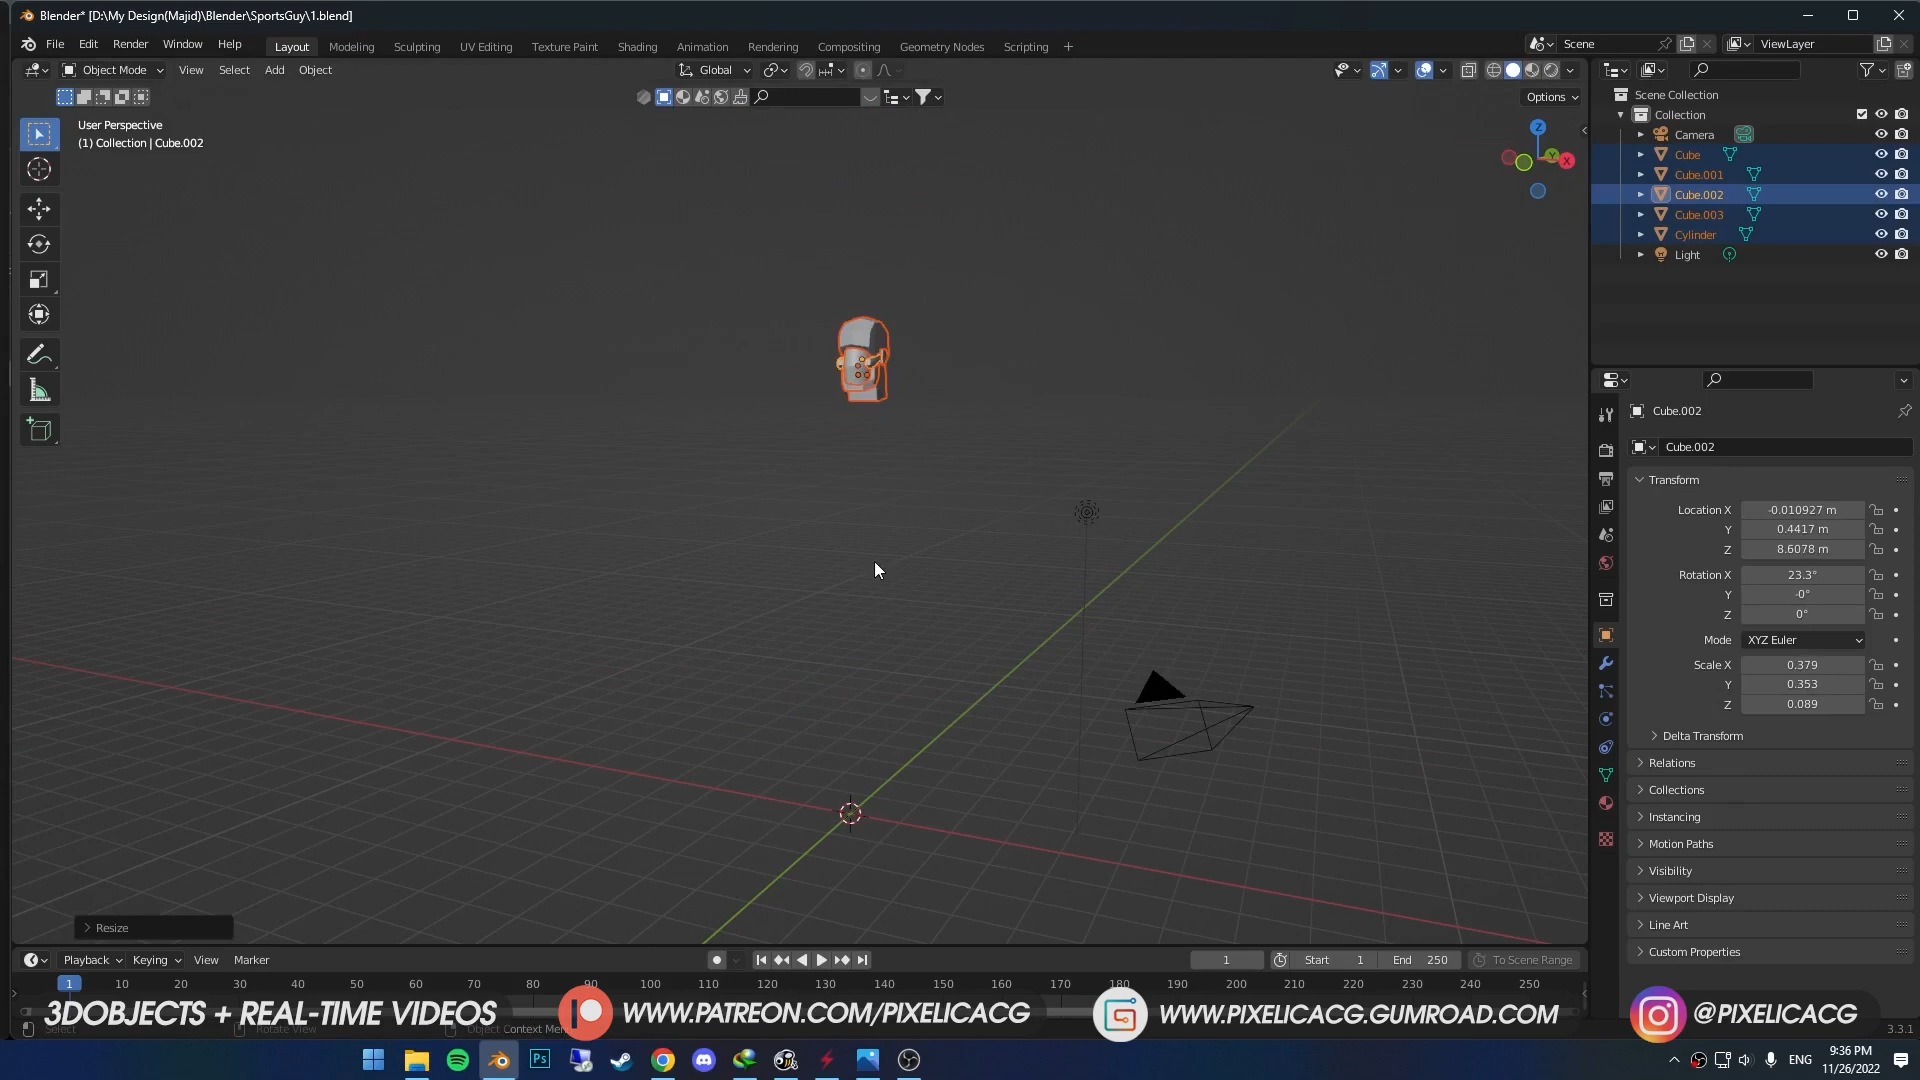 Blender* [D:\My Design(Majid)\Blender\SportsGuy\1.blend]
File Edit Render Window Help Layout Modeling Sculpting UV Editing Texture Paint Shading Animation Rendering Compositing Geometry Nodes Scripting + Scene ViewLayer
Object Mode View Select Add Object Global
Options
User Perspective
(1) Collection | Cube.002
Z
Y
X
Scene Collection
Collection
Camera
Cube
Cube.001
Cube.002
Cube.003
Cylinder
Light
Cube.002
Cube.002
Transform
Location X -0.010927 m
Y 0.4417 m
Z 8.6078 m
Rotation X 23.3°
Y -0°
Z 0°
Mode XYZ Euler
Scale X 0.379
Y 0.353
Z 0.089
Delta Transform
Relations
Collections
Instancing
Motion Paths
Visibility
Viewport Display
Line Art
Custom Properties
Resize
Playback Keying View Marker 1 Start 1 End 250 To Scene Range
1 10 20 30 40 50 60 70 80 90 100 110 120 130 140 150 160 170 180 190 200 210 220 230 240 250
3DOBJECTS + REAL-TIME VIDEOS WWW.PATREON.COM/PIXELICACG WWW.PIXELICACG.GUMROAD.COM @PIXELICACG
Select Rotate View Object Context Menu 3.3.1
Ps
ENG
9:36 PM
11/26/2022